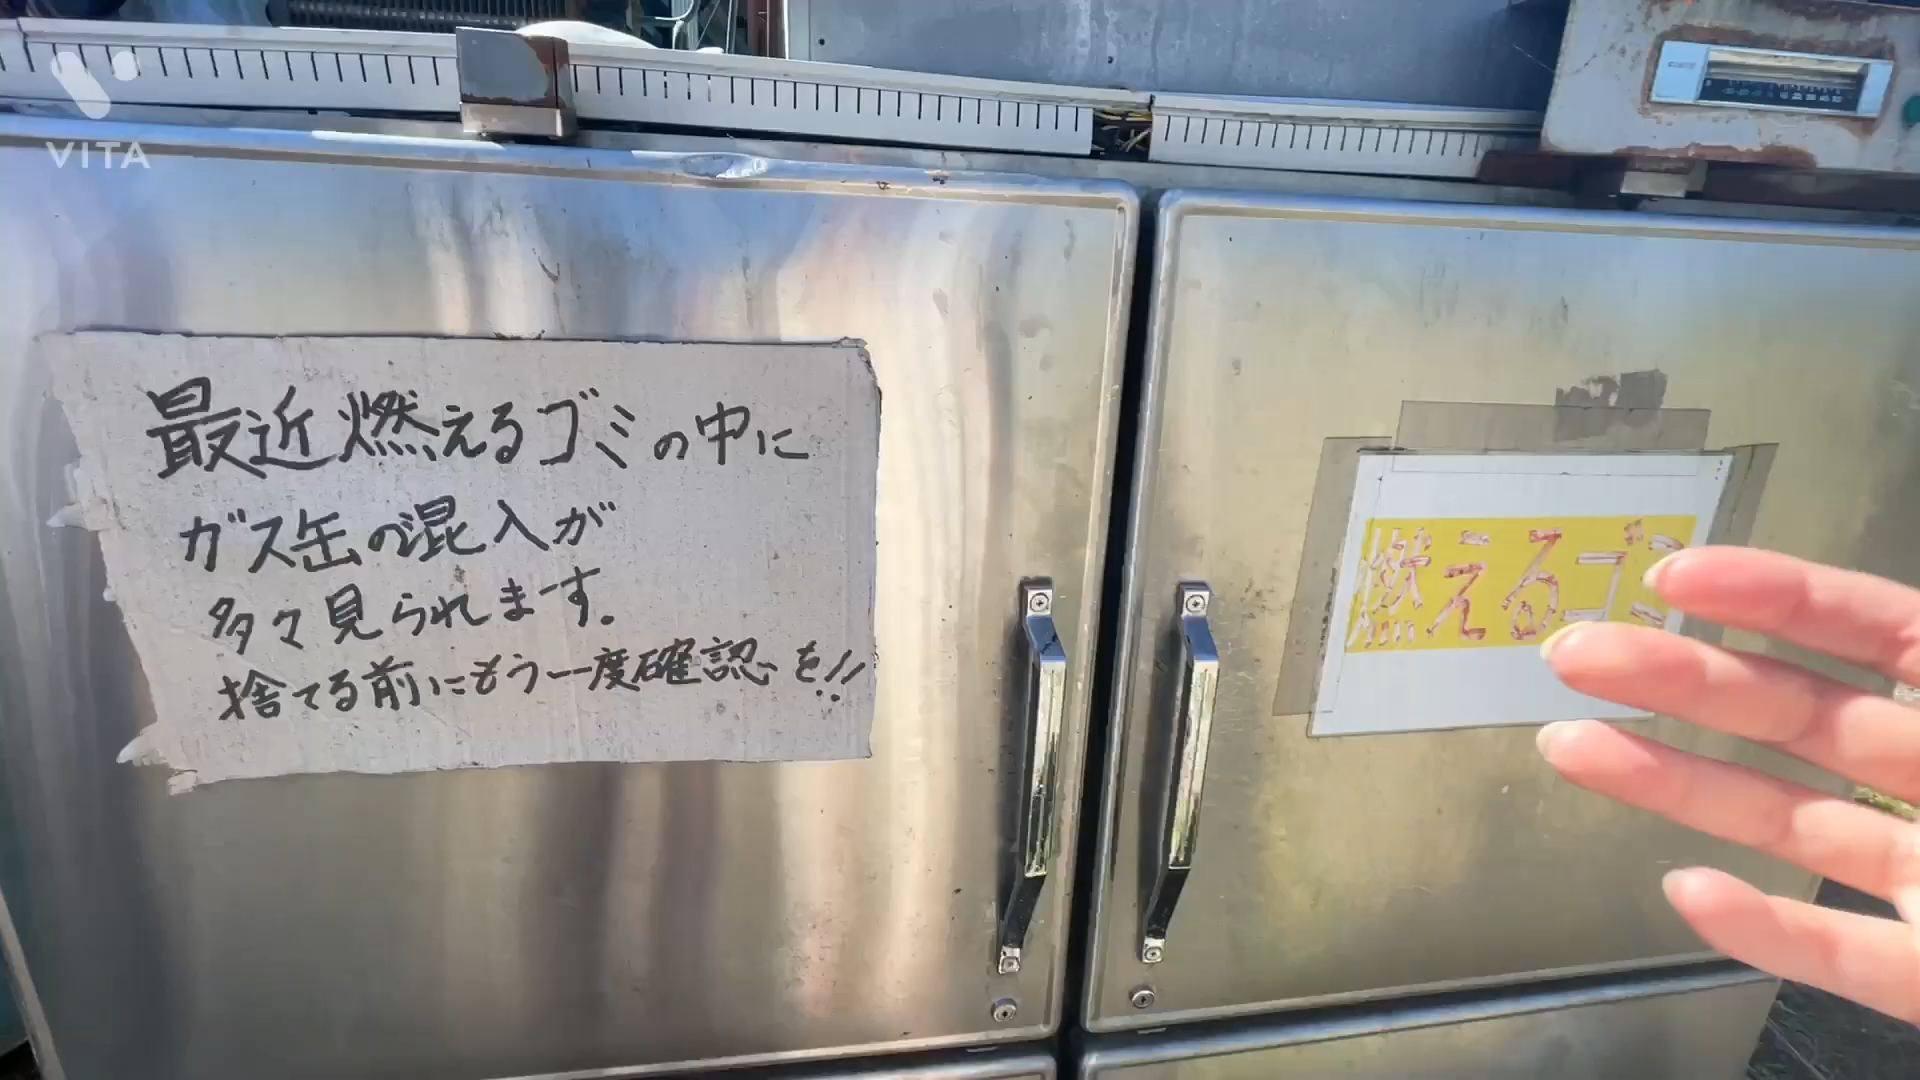 VITA
最近燃えるゴミの中に
ガス缶の混入が
多々見られます。
捨てる前にもう一度確認を!!
燃えるゴミ